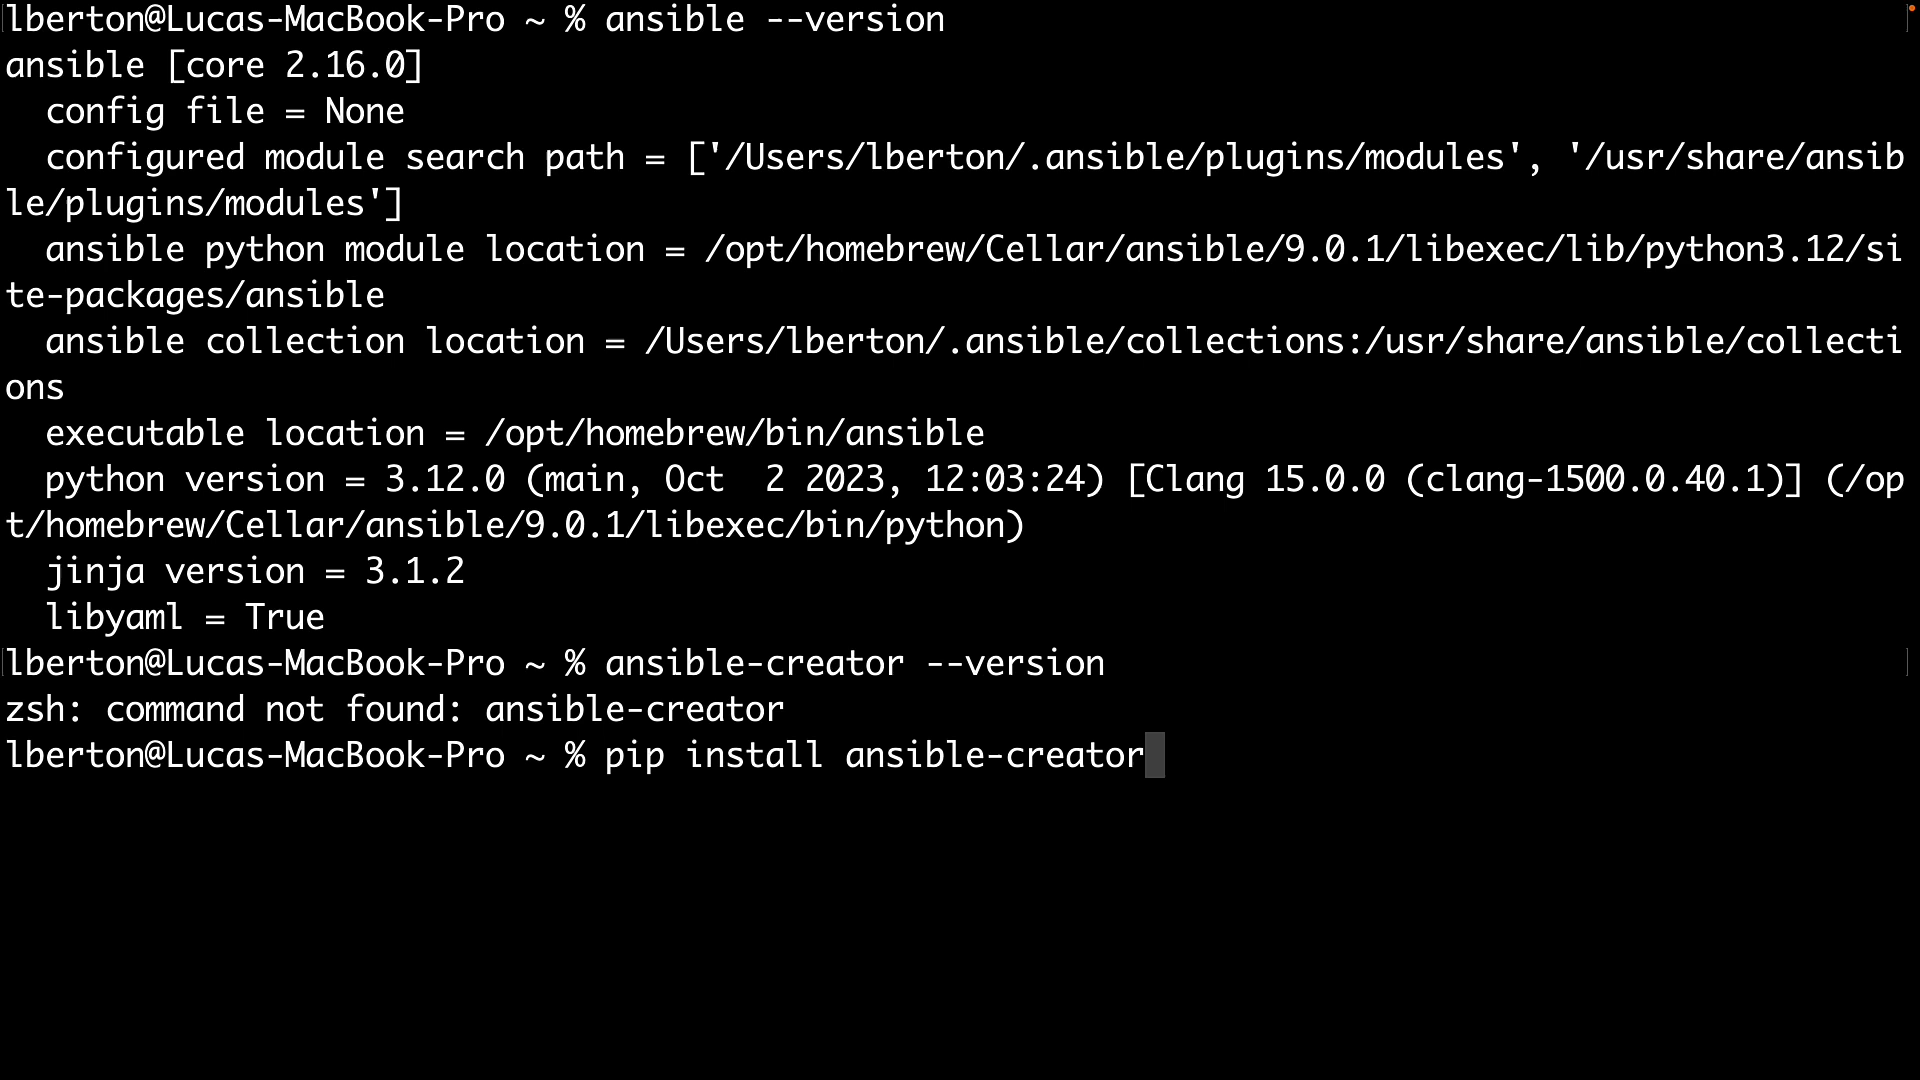 lberton@Lucas-MacBook-Pro ~ % ansible --version
ansible [core 2.16.0]
  config file = None
  configured module search path = ['/Users/lberton/.ansible/plugins/modules', '/usr/share/ansib
le/plugins/modules']
  ansible python module location = /opt/homebrew/Cellar/ansible/9.0.1/libexec/lib/python3.12/si
te-packages/ansible
  ansible collection location = /Users/lberton/.ansible/collections:/usr/share/ansible/collecti
ons
  executable location = /opt/homebrew/bin/ansible
  python version = 3.12.0 (main, Oct  2 2023, 12:03:24) [Clang 15.0.0 (clang-1500.0.40.1)] (/op
t/homebrew/Cellar/ansible/9.0.1/libexec/bin/python)
  jinja version = 3.1.2
  libyaml = True
lberton@Lucas-MacBook-Pro ~ % ansible-creator --version
zsh: command not found: ansible-creator
lberton@Lucas-MacBook-Pro ~ % pip install ansible-creator